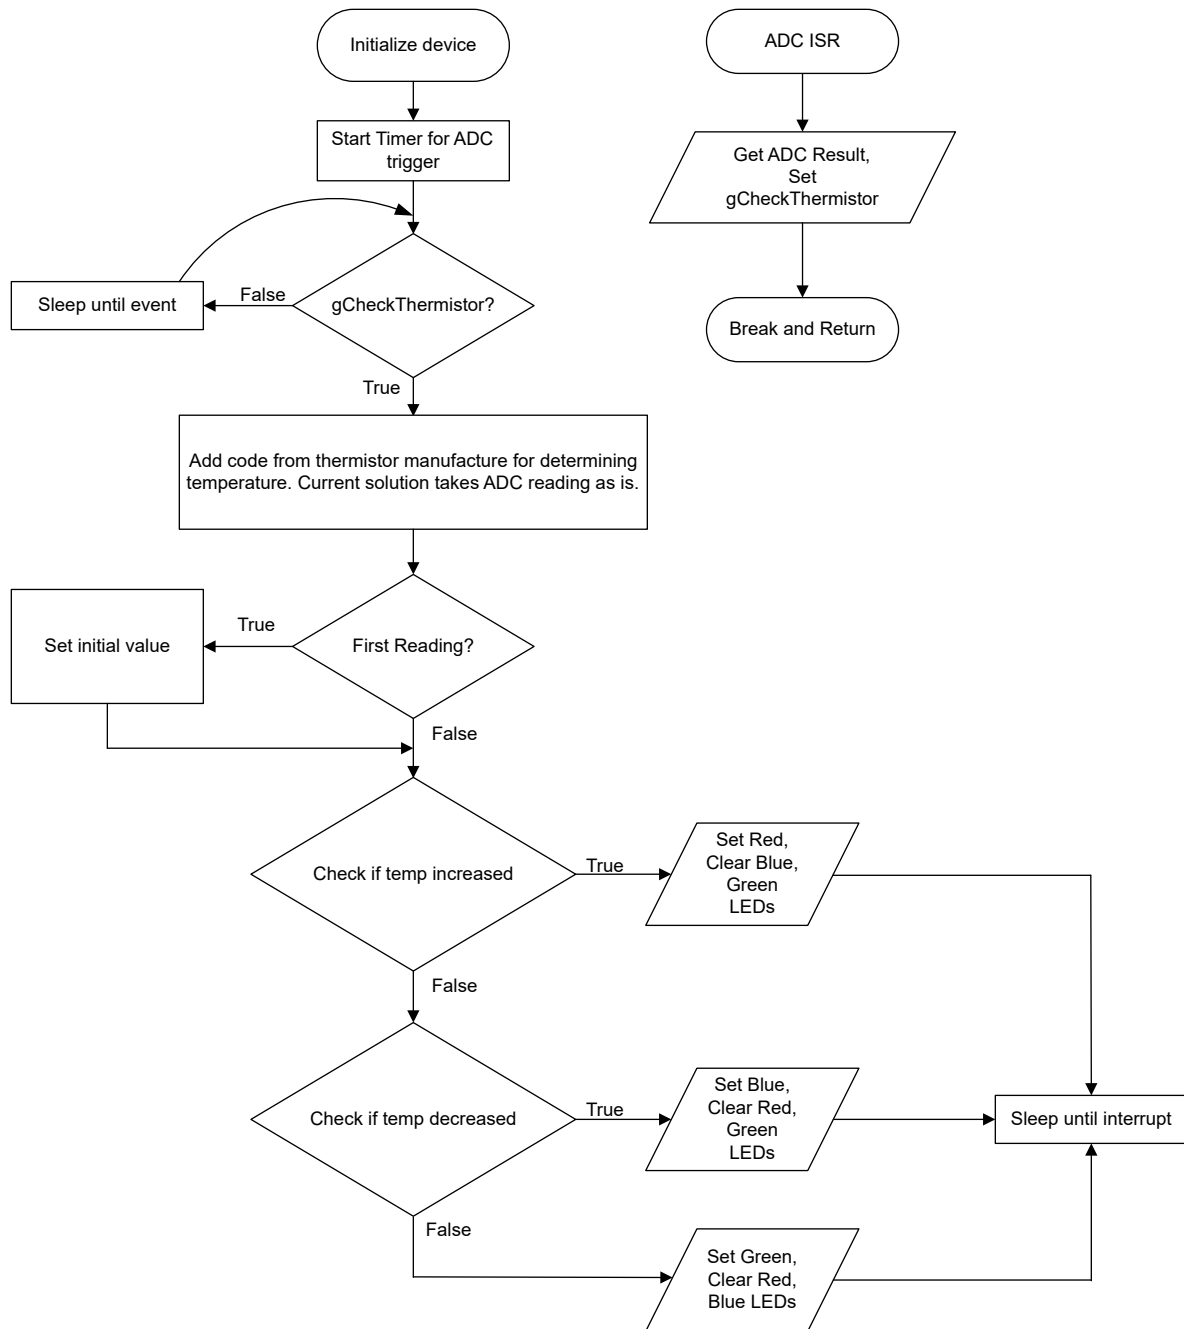 Initialize device
ADC ISR
Start Timer for ADC
trigger
Get ADC Result,
Set
gCheckThermistor
Sleep until event
False
gCheckThermistor?
Break and Return
True
Add code from thermistor manufacture for determining
temperature. Current solution takes ADC reading as is.
True
Set initial value
First Reading?
False
Check if temp increased
True
Set Red,
Clear Blue,
Green
LEDs
False
Check if temp decreased
True
Set Blue,
Clear Red,
Green
LEDs
Sleep until interrupt
False
Set Green,
Clear Red,
Blue LEDs